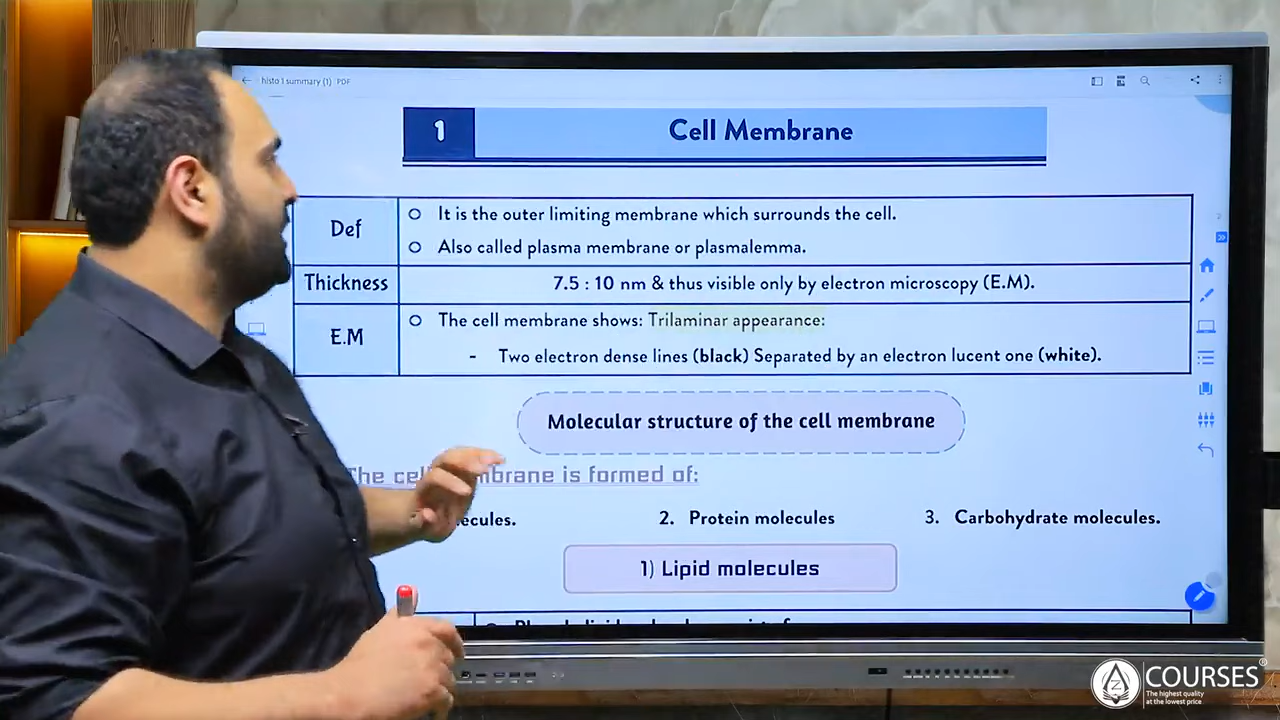 histo 1 summary (1) PDF
1 Cell Membrane
Def
It is the outer limiting membrane which surrounds the cell.
Also called plasma membrane or plasmalemma.
Thickness
7.5 : 10 nm & thus visible only by electron microscopy (E.M).
E.M
The cell membrane shows: Trilaminar appearance:
- Two electron dense lines (black) Separated by an electron lucent one (white).
Molecular structure of the cell membrane
is formed of:
2. Protein molecules
3. Carbohydrate molecules.
1) Lipid molecules
COURSES®
The highest quality
at the lowest price